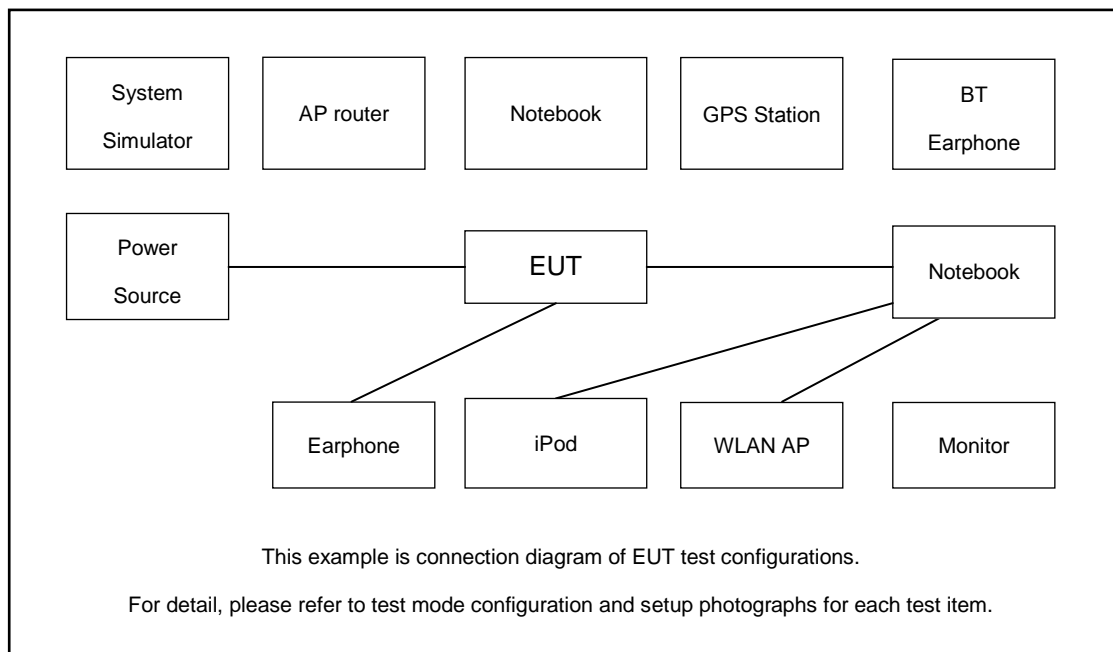 System
Simulator
AP router
Notebook
GPS Station
BT
Earphone
Power
Source
EUT
Notebook
Earphone
iPod
WLAN AP
Monitor
This example is connection diagram of EUT test configurations.
For detail, please refer to test mode configuration and setup photographs for each test item.